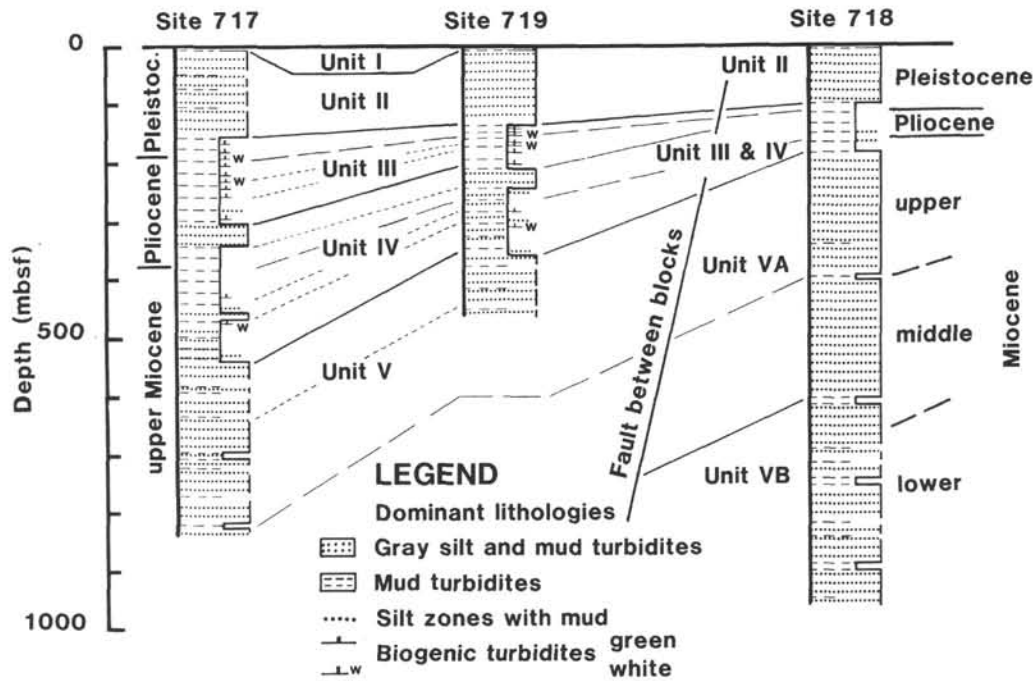 Site 717
Site 719
Site 718
0
500
1000
Depth (mbsf)
Pleistoc.
Pliocene
upper Miocene
Unit I
Unit II
Unit III
Unit IV
Unit V
w
w
w
w
w
w
w
Unit II
Unit III & IV
Unit VA
Unit VB
Fault between blocks
Pleistocene
Pliocene
upper
middle
lower
Miocene
LEGEND
Dominant lithologies
Gray silt and mud turbidites
Mud turbidites
Silt zones with mud
Biogenic turbidites green
w white